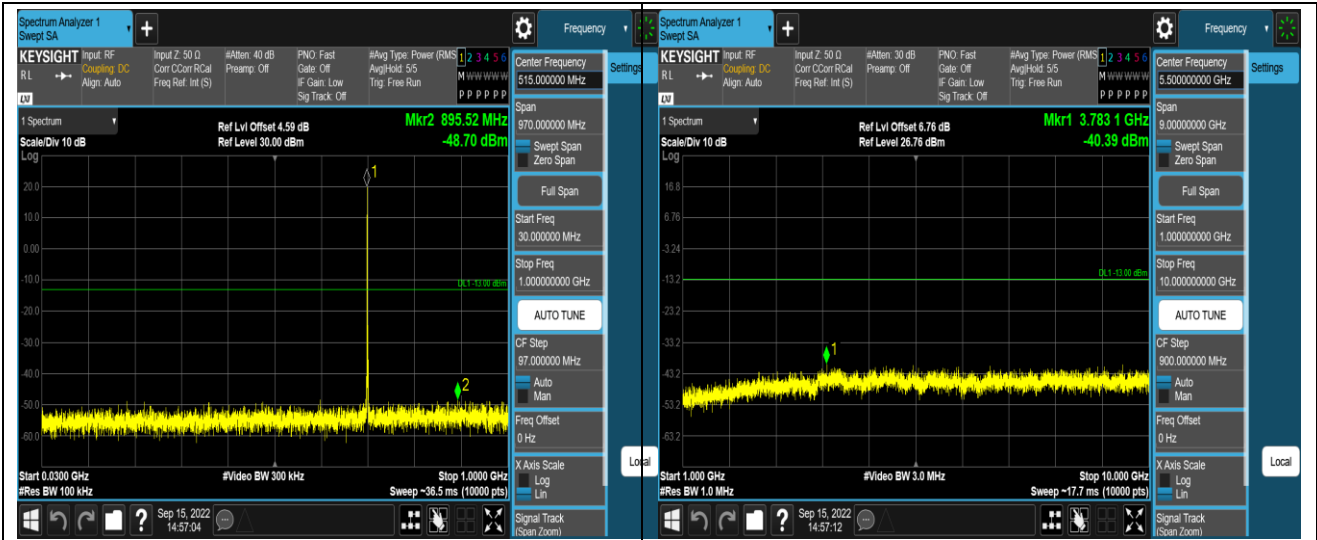 Spectrum Analyzer 1
Swept SA
+
Frequency
KEYSIGHT
RL
LXI
Input: RF
Coupling: DC
Align: Auto
Input Z: 50 Ω
Corr CCorr RCal
Freq Ref: Int (S)
#Atten: 40 dB
Preamp: Off
PNO: Fast
Gate: Off
IF Gain: Low
Sig Track: Off
#Avg Type: Power (RMS
Avg|Hold: 5/5
Trig: Free Run
1 2 3 4 5 6
M W W W W W
P P P P P P
Center Frequency
515.000000 MHz
Settings
Span
970.000000 MHz
Swept Span
Zero Span
Full Span
Start Freq
30.000000 MHz
Stop Freq
1.000000000 GHz
AUTO TUNE
CF Step
97.000000 MHz
Auto
Man
Freq Offset
0 Hz
X Axis Scale
Log
Lin
Signal Track
(Span Zoom)
Local
1 Spectrum
Scale/Div 10 dB
Log
Ref Lvl Offset 4.59 dB
Ref Level 30.00 dBm
Mkr2 895.52 MHz
-48.70 dBm
1
20.0
10.0
0.00
-10.0
DL1 -13.00 dBm
-20.0
-30.0
-40.0
2
-50.0
-60.0
Start 0.0300 GHz
#Res BW 100 kHz
#Video BW 300 kHz
Stop 1.0000 GHz
Sweep ~36.5 ms (10000 pts)
?
Sep 15, 2022
14:57:04
Spectrum Analyzer 1
Swept SA
+
Frequency
KEYSIGHT
RL
LXI
Input: RF
Coupling: DC
Align: Auto
Input Z: 50 Ω
Corr CCorr RCal
Freq Ref: Int (S)
#Atten: 30 dB
Preamp: Off
PNO: Fast
Gate: Off
IF Gain: Low
Sig Track: Off
#Avg Type: Power (RMS
Avg|Hold: 5/5
Trig: Free Run
1 2 3 4 5 6
M W W W W W
P P P P P P
Center Frequency
5.500000000 GHz
Settings
Span
9.00000000 GHz
Swept Span
Zero Span
Full Span
Start Freq
1.000000000 GHz
Stop Freq
10.000000000 GHz
AUTO TUNE
CF Step
900.000000 MHz
Auto
Man
Freq Offset
0 Hz
X Axis Scale
Log
Lin
Signal Track
(Span Zoom)
Local
1 Spectrum
Scale/Div 10 dB
Log
Ref Lvl Offset 6.76 dB
Ref Level 26.76 dBm
Mkr1 3.783 1 GHz
-40.39 dBm
16.8
6.76
-3.24
-13.2
DL1 -13.00 dBm
-23.2
-33.2
1
-43.2
-53.2
-63.2
Start 1.000 GHz
#Res BW 1.0 MHz
#Video BW 3.0 MHz
Stop 10.000 GHz
Sweep ~17.7 ms (10000 pts)
?
Sep 15, 2022
14:57:12